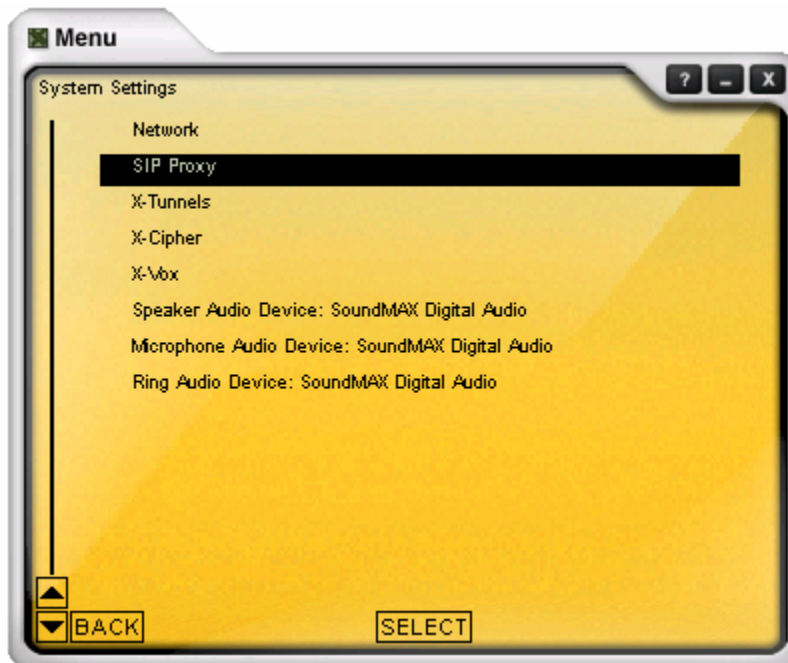 Menu
? - X
System Settings
Network
SIP Proxy
X-Tunnels
X-Cipher
X-Vox
Speaker Audio Device: SoundMAX Digital Audio
Microphone Audio Device: SoundMAX Digital Audio
Ring Audio Device: SoundMAX Digital Audio
BACK SELECT